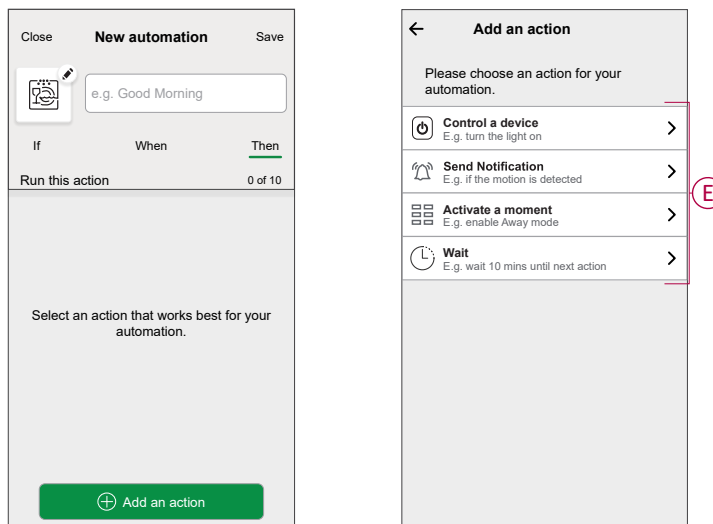 Close New automation Save
e.g. Good Morning
If When Then
Run this action 0 of 10
Select an action that works best for your
automation.
Add an action
Add an action
Please choose an action for your
automation.
Control a device
E.g. turn the light on
Send Notification
E.g. if the motion is detected
Activate a moment
E.g. enable Away mode
Wait
E.g. wait 10 mins until next action
E